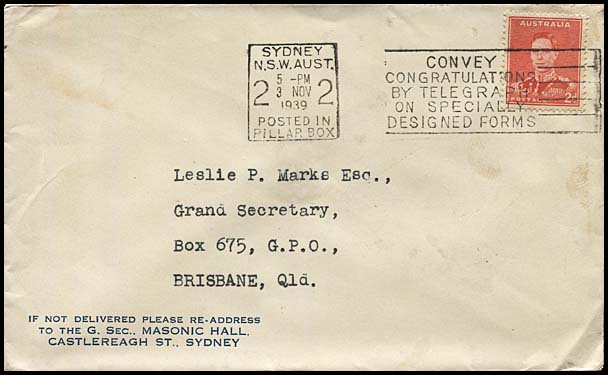 SYDNEY
N.S.W. AUST.
5 -PM
2 3 NOV 2
1939
POSTED IN
PILLAR BOX
CONVEY
CONGRATULATIONS
BY TELEGRAPH
ON SPECIALLY
DESIGNED FORMS
AUSTRALIA
POSTAGE 2D
Leslie P. Marks Esq.,
Grand Secretary,
Box 675, G.P.O.,
BRISBANE, Qld.
IF NOT DELIVERED PLEASE RE-ADDRESS
TO THE G. SEC., MASONIC HALL,
CASTLEREAGH ST., SYDNEY